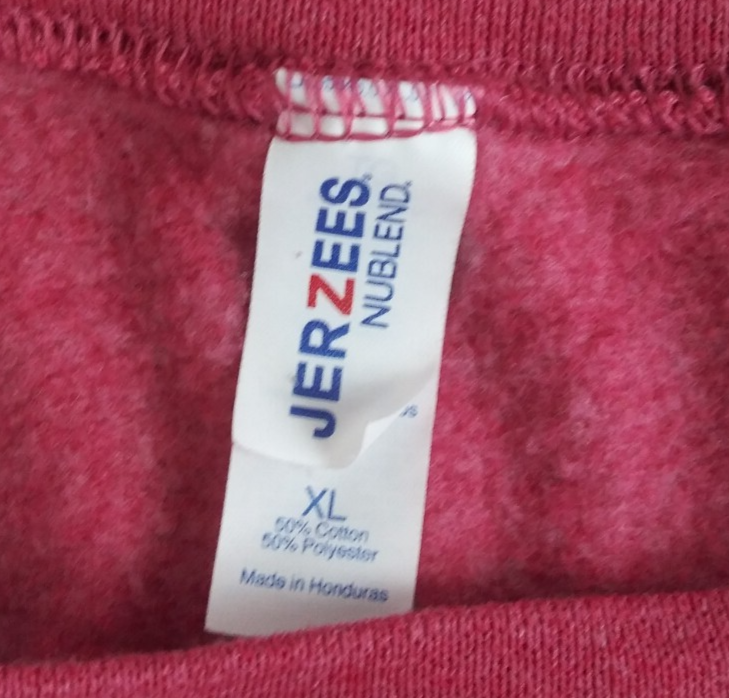 JERZEES
NUBLEND.
XL
50% Cotton
50% Polyester
Made in Honduras